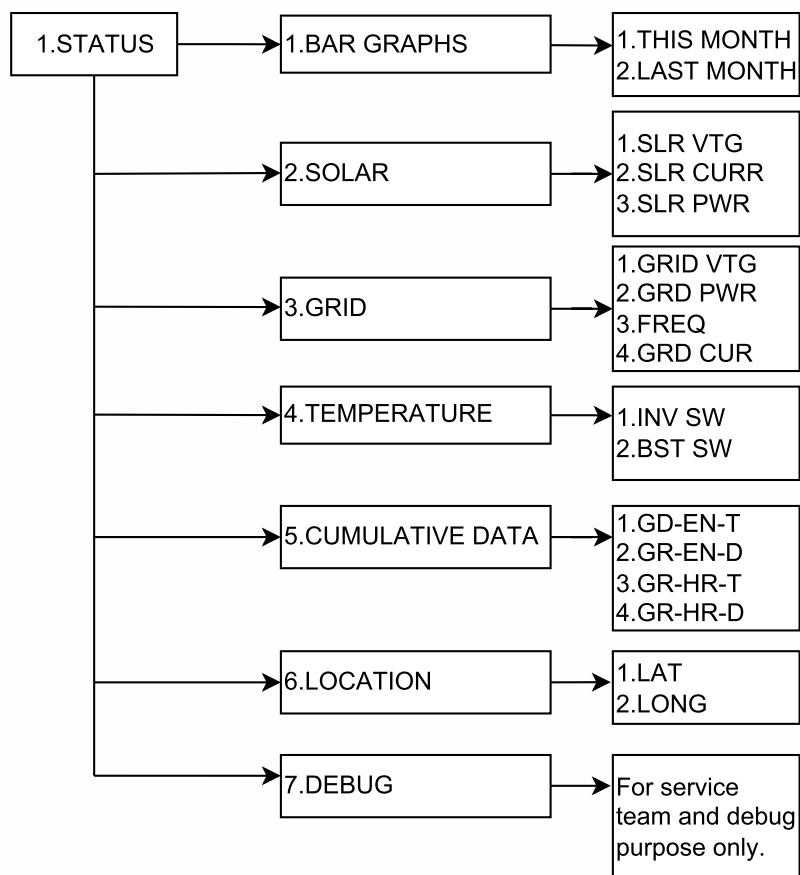 1.STATUS
1.BAR GRAPHS
1.THIS MONTH
2.LAST MONTH
2.SOLAR
1.SLR VTG
2.SLR CURR
3.SLR PWR
3.GRID
1.GRID VTG
2.GRD PWR
3.FREQ
4.GRD CUR
4.TEMPERATURE
1.INV SW
2.BST SW
5.CUMULATIVE DATA
1.GD-EN-T
2.GR-EN-D
3.GR-HR-T
4.GR-HR-D
6.LOCATION
1.LAT
2.LONG
7.DEBUG
For service
team and debug
purpose only.